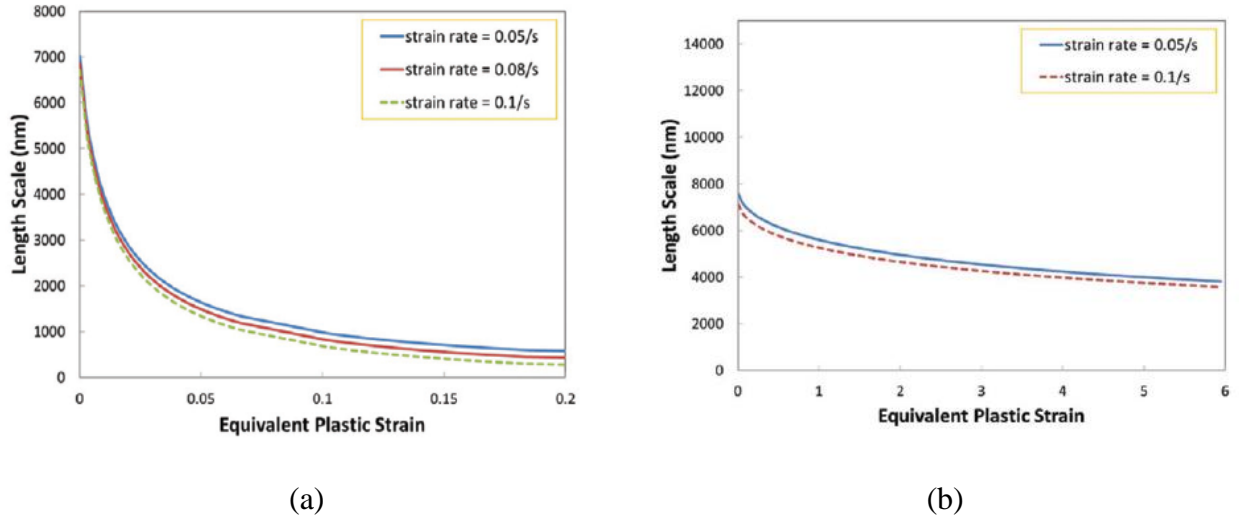 8000
7000
6000
5000
4000
3000
2000
1000
0
Length Scale (nm)
strain rate = 0.05/s
strain rate = 0.08/s
strain rate = 0.1/s
0
0.05
0.1
0.15
0.2
Equivalent Plastic Strain
(a)
14000
12000
10000
8000
6000
4000
2000
0
Length Scale (nm)
strain rate = 0.05/s
strain rate = 0.1/s
0
1
2
3
4
5
6
Equivalent Plastic Strain
(b)